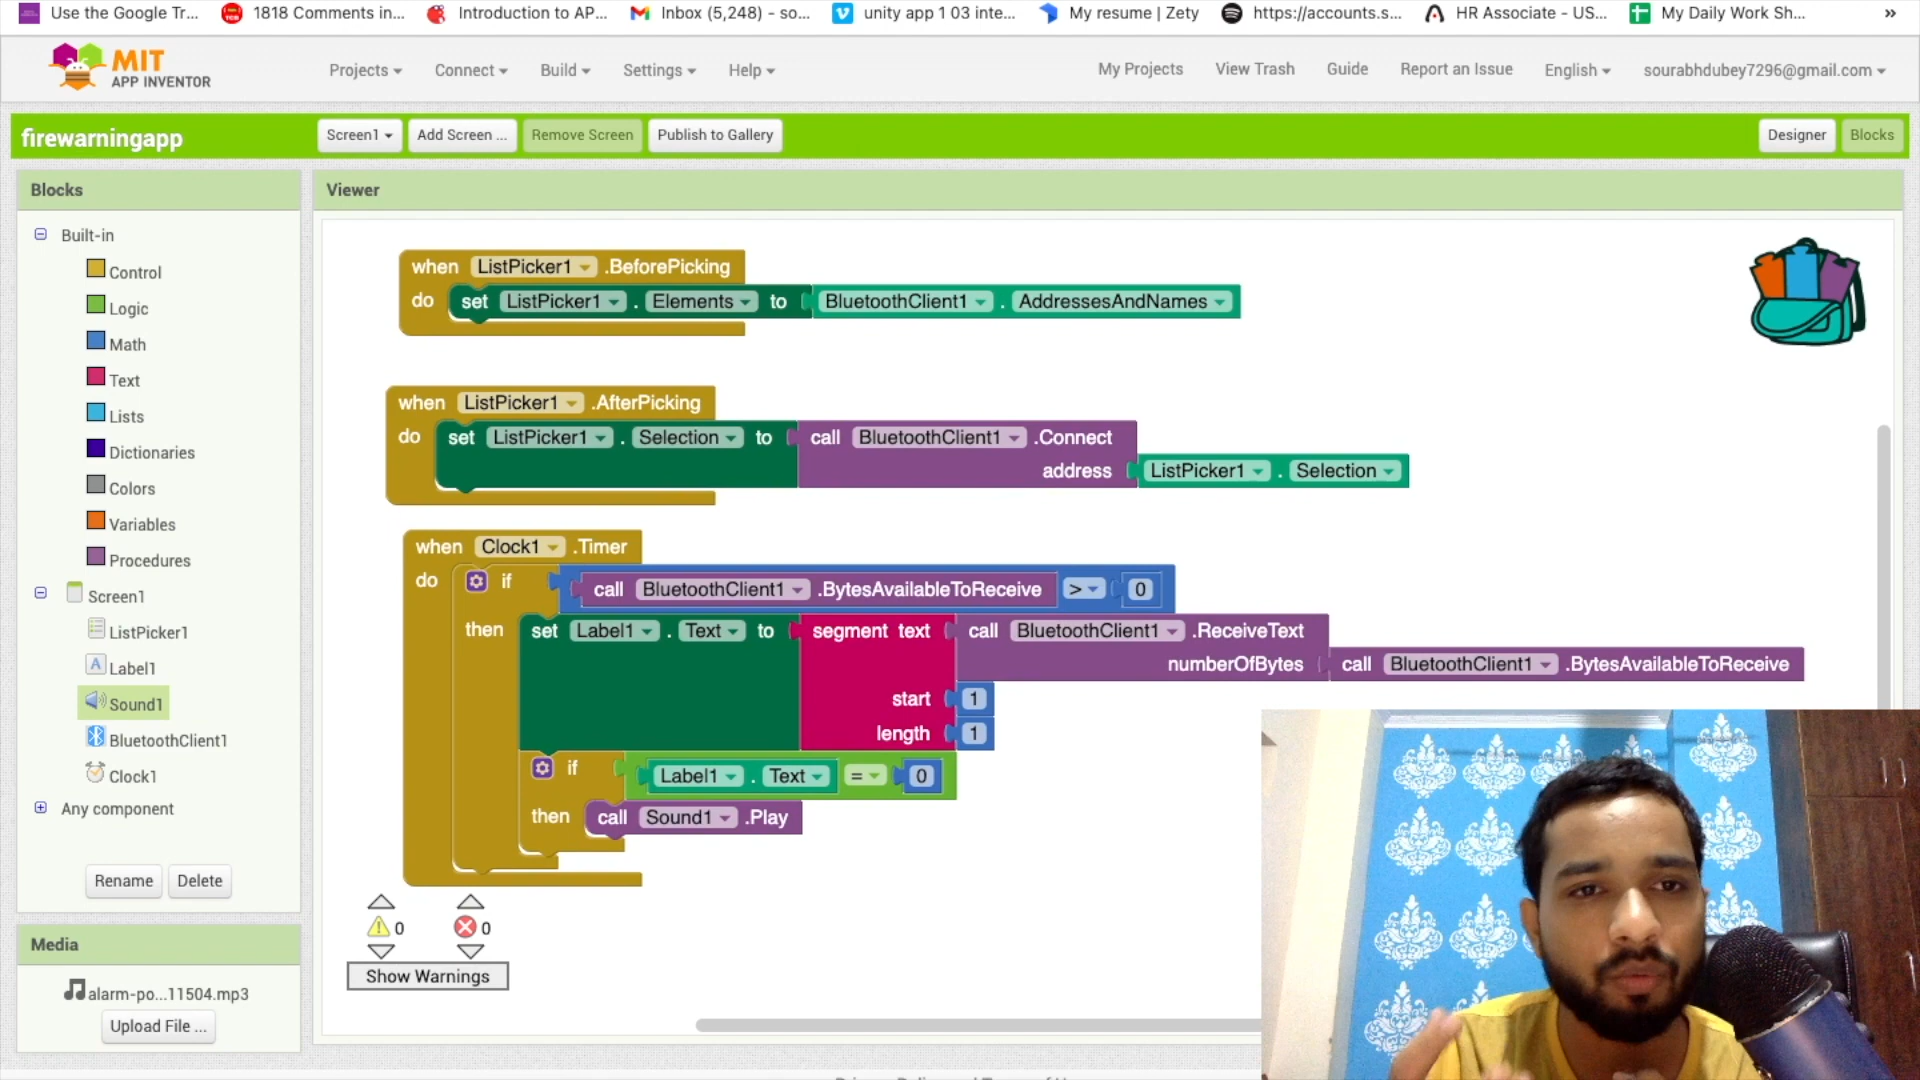 Use the Google Tr... 1818 Comments in... Introduction to AP... Inbox (5,248) - so... unity app 1 03 inte... My resume | Zety https://accounts.s... HR Associate - US... My Daily Work Sh... »
MIT
APP INVENTOR
Projects Connect Build Settings Help My Projects View Trash Guide Report an Issue English sourabhdubey7296@gmail.com
firewarningapp Screen1 Add Screen ... Remove Screen Publish to Gallery Designer Blocks
Blocks
Built-in
Control
Logic
Math
Text
Lists
Dictionaries
Colors
Variables
Procedures
Screen1
ListPicker1
A Label1
Sound1
BluetoothClient1
Clock1
Any component
Rename Delete
Media
alarm-po...11504.mp3
Upload File ...
Viewer
when ListPicker1 .BeforePicking
do set ListPicker1 . Elements to BluetoothClient1 . AddressesAndNames
when ListPicker1 .AfterPicking
do set ListPicker1 . Selection to call BluetoothClient1 .Connect
address ListPicker1 . Selection
when Clock1 .Timer
do if call BluetoothClient1 .BytesAvailableToReceive > 0
then set Label1 . Text to segment text call BluetoothClient1 .ReceiveText
numberOfBytes call BluetoothClient1 .BytesAvailableToReceive
start 1
length 1
if Label1 . Text = 0
then call Sound1 .Play
0 0
Show Warnings